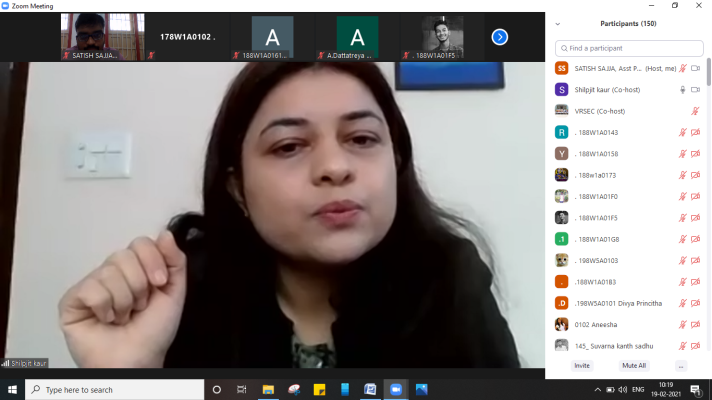 Zoom Meeting
SATISH SAJJA...
178W1A0102 .
A
188W1A0161...
A
A.Dattatreya ...
. 188W1A01F5
Shilpjit kaur
Participants (150)
Find a participant
SS SATISH SAJJA, Asst P... (Host, me)
S Shilpjit kaur (Co-host)
VRSEC (Co-host)
R . 188W1A0143
Y . 188W1A0158
. 188w1a0173
. 188W1A01F0
. 188W1A01F5
.1 . 188W1A01G8
. 198W5A0103
. .188W1A01B3
.D .198W5A0101 Divya Prinotha
0102 Aneesha
145_ Suvarna kanth sadhu
Invite
Mute All
...
Type here to search
ENG
10:19
19-02-2021